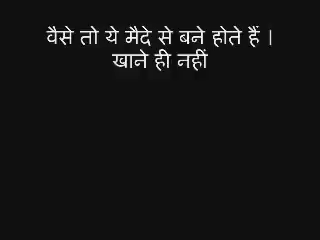 वैसे तो ये मैदे से बने होते हैं |
खाने ही नहीं